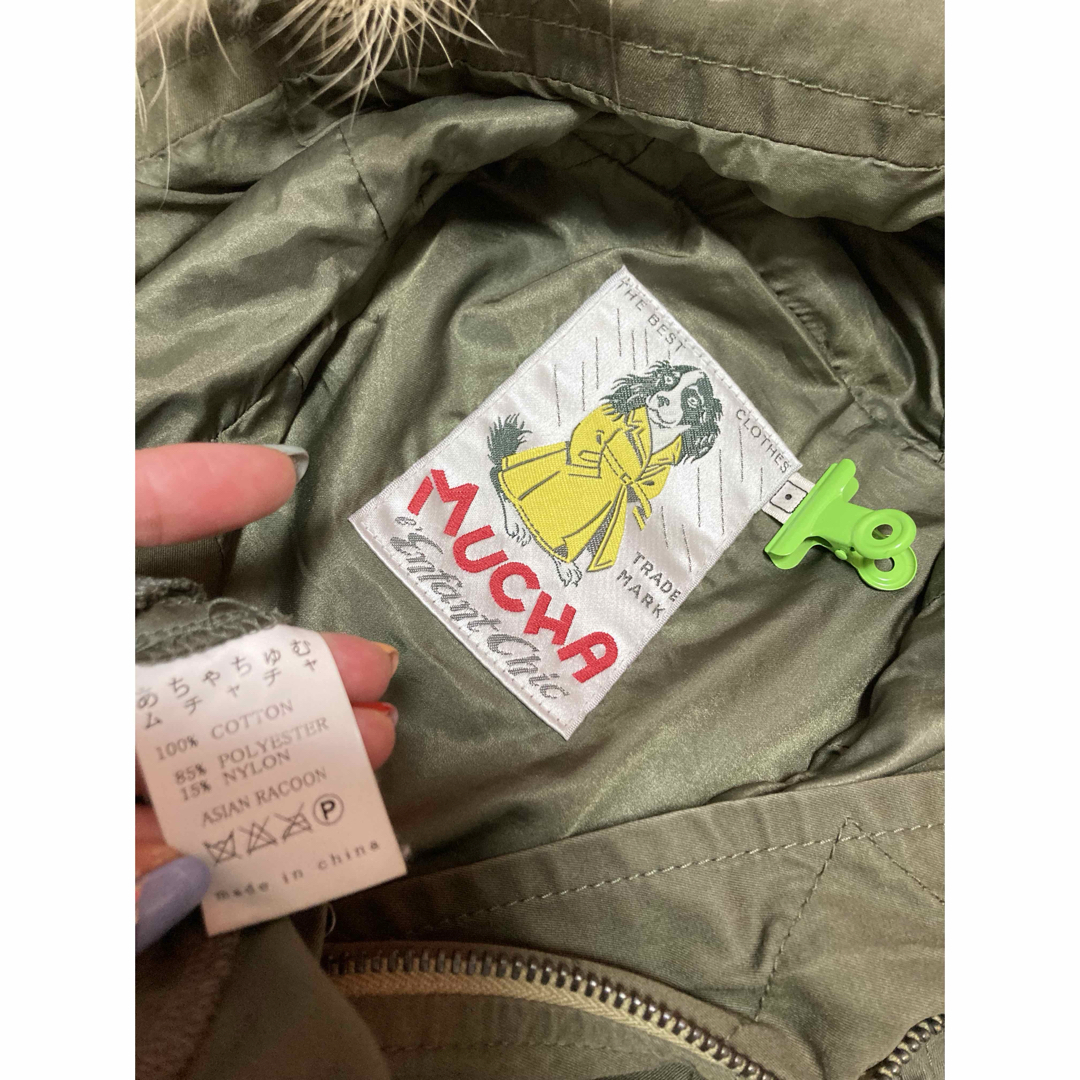 THE BEST
CLOTHES
TRADE
MARK
MUCHA
e'Enfant Chic
あちゃちゅむ
ムチャチャ
100% COTTON
85% POLYESTER
15% NYLON
ASIAN RACOON
P
made in china